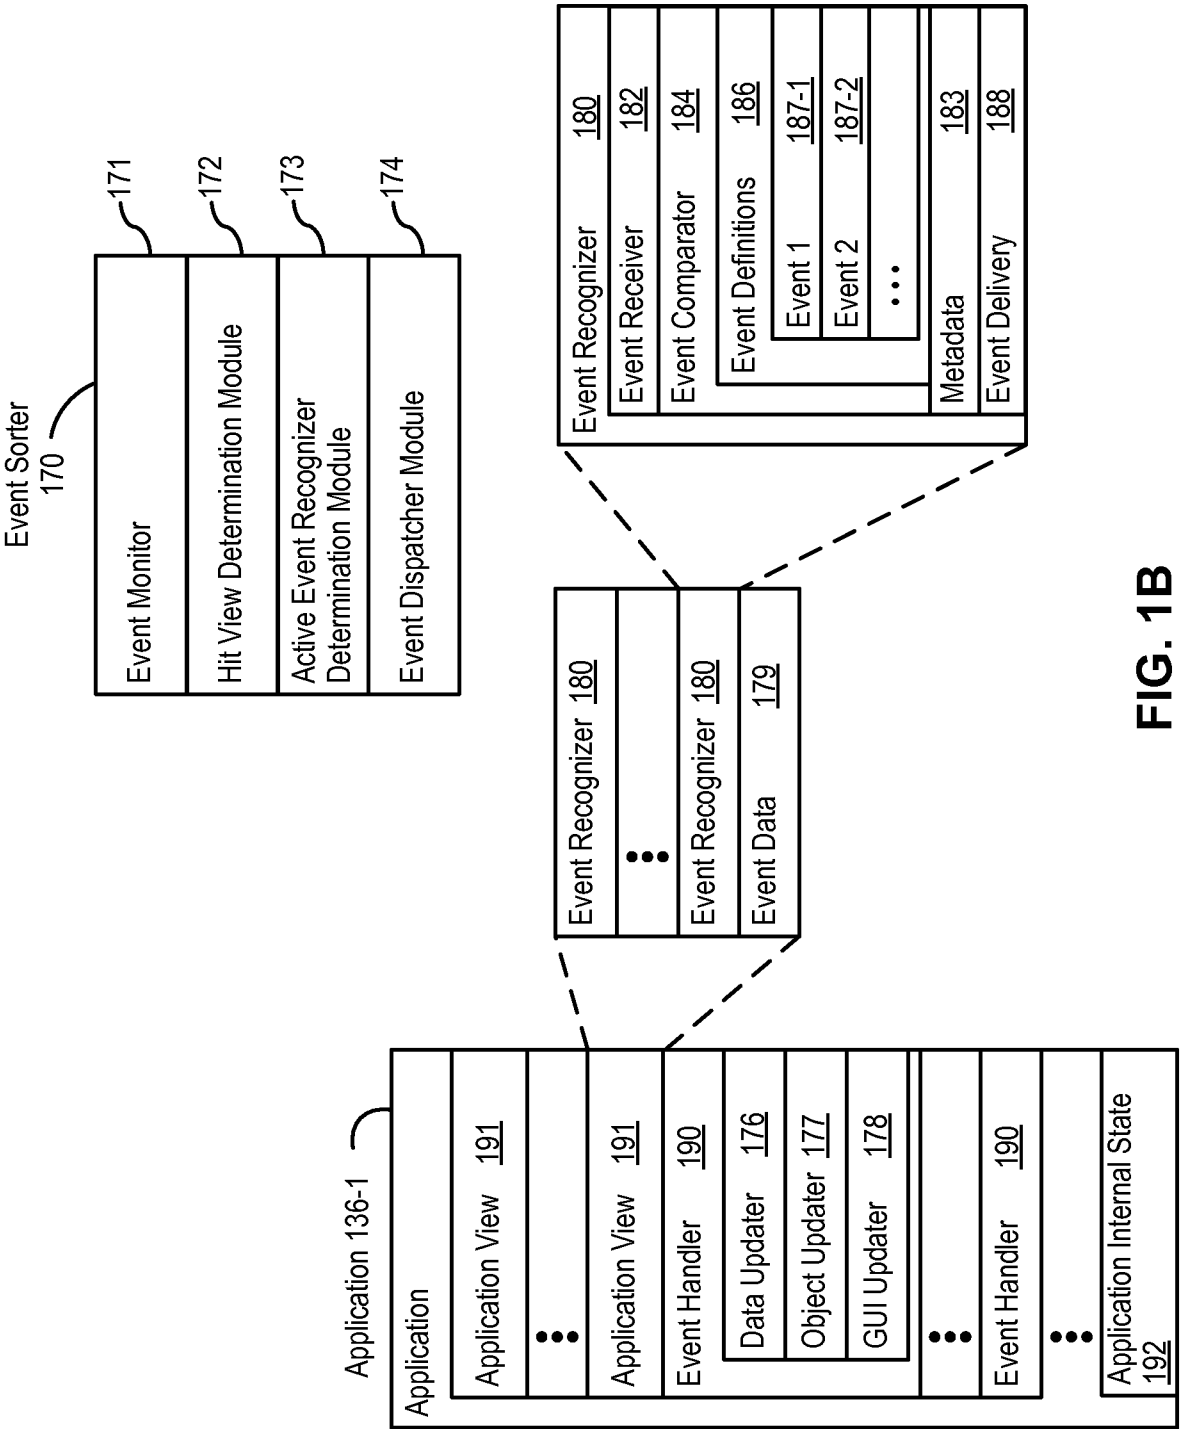 Event Sorter
170
Event Monitor
171
Hit View Determination Module
172
Active Event Recognizer
Determination Module
173
Event Dispatcher Module
174
Application 136-1
Application
Application View 191
•••
Application View 191
Event Handler 190
Data Updater 176
Object Updater 177
GUI Updater 178
•••
Event Handler 190
•••
Application Internal State
192
Event Recognizer 180
•••
Event Recognizer 180
Event Data 179
Event Recognizer 180
Event Receiver 182
Event Comparator 184
Event Definitions 186
Event 1 187-1
Event 2 187-2
•••
Metadata 183
Event Delivery 188
FIG. 1B